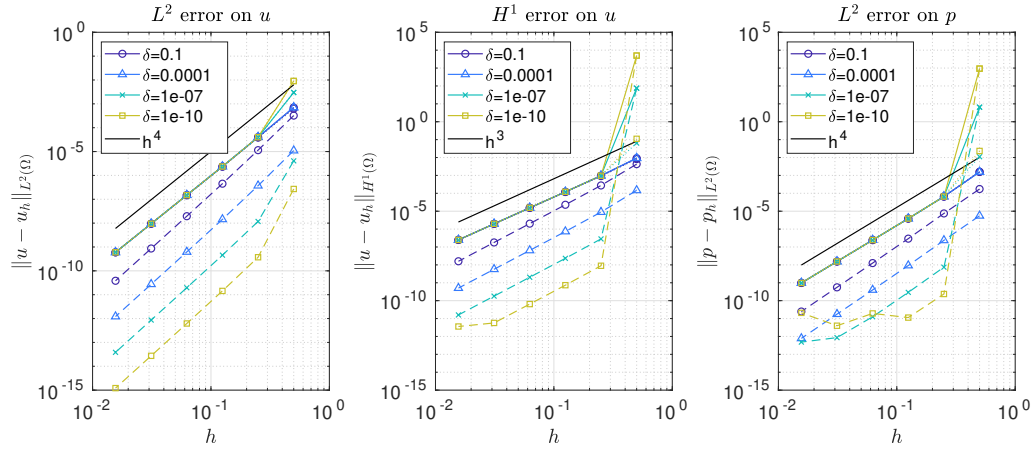 L² error on u
10⁰
10⁻⁵
10⁻¹⁰
10⁻¹⁵
‖u − u_h‖_{L²(Ω)}
δ=0.1
δ=0.0001
δ=1e-07
δ=1e-10
h⁴
10⁻² 10⁻¹ 10⁰
h
H¹ error on u
10⁵
10⁰
10⁻⁵
10⁻¹⁰
10⁻¹⁵
‖u − u_h‖_{H¹(Ω)}
δ=0.1
δ=0.0001
δ=1e-07
δ=1e-10
h³
10⁻² 10⁻¹ 10⁰
h
L² error on p
10⁵
10⁰
10⁻⁵
10⁻¹⁰
10⁻¹⁵
‖p − p_h‖_{L²(Ω)}
δ=0.1
δ=0.0001
δ=1e-07
δ=1e-10
h⁴
10⁻² 10⁻¹ 10⁰
h